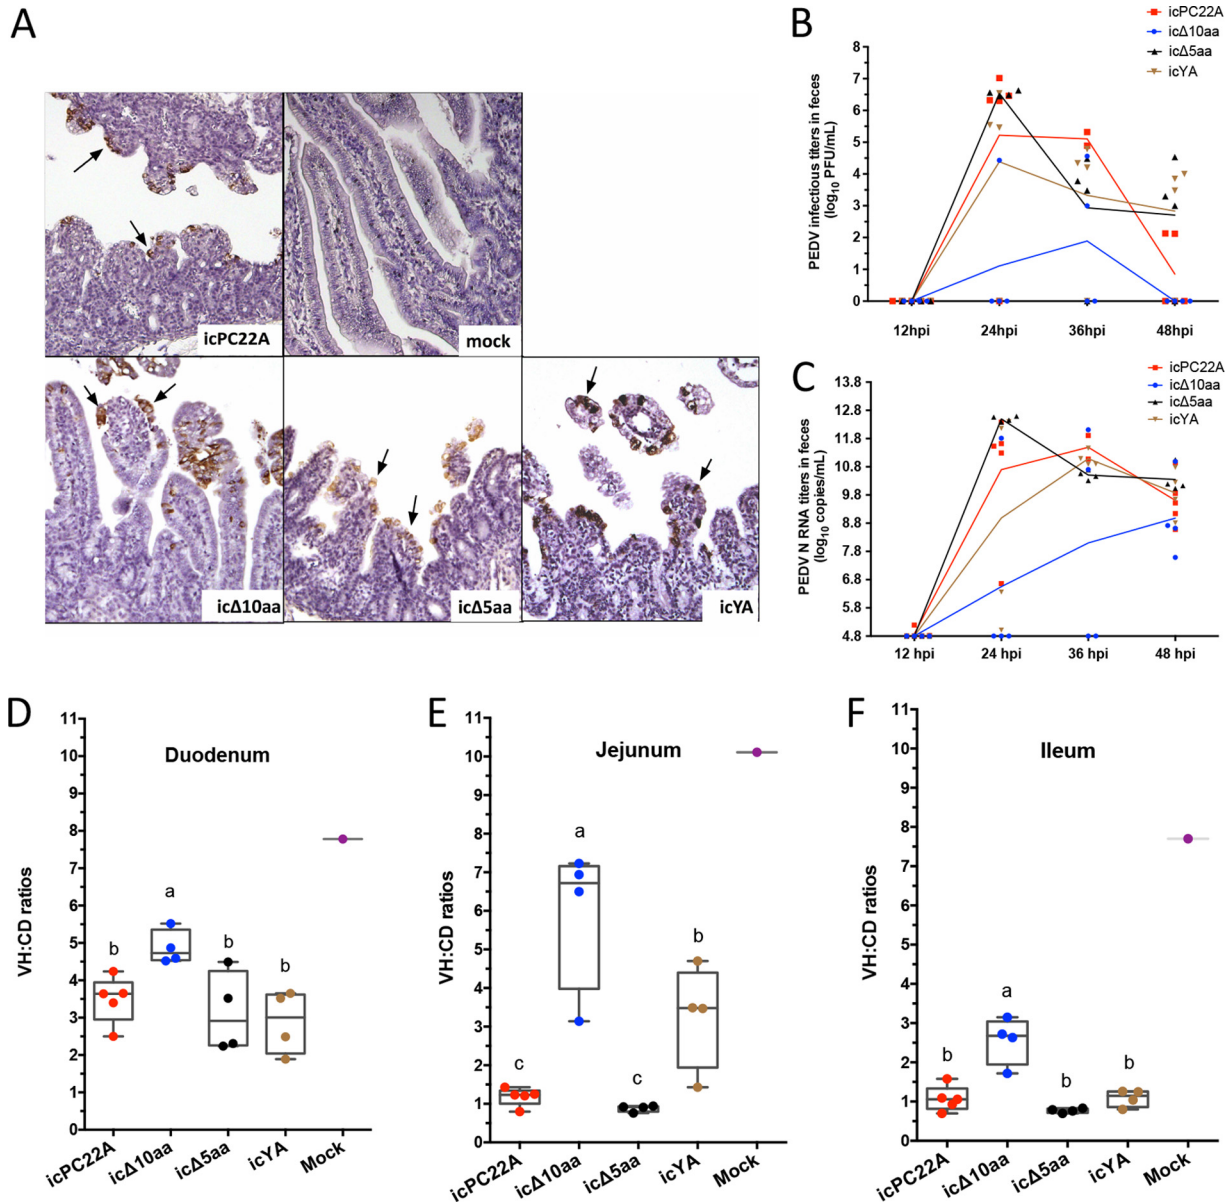 A
icPC22A
mock
icΔ10aa
icΔ5aa
icYA
B
icPC22A
icΔ10aa
icΔ5aa
icYA
PEDV infectious titers in feces
(log10 PFU/mL)
8
7
6
5
4
3
2
1
0
12hpi 24hpi 36hpi 48hpi
C
icPC22A
icΔ10aa
icΔ5aa
icYA
PEDV N RNA titers in feces
(log10 copies/mL)
13.8
12.8
11.8
10.8
9.8
8.8
7.8
6.8
5.8
4.8
12 hpi 24 hpi 36 hpi 48 hpi
D
Duodenum
VH:CD ratios
11
10
9
8
7
6
5
4
3
2
1
0
b a b b
icPC22A icΔ10aa icΔ5aa icYA Mock
E
Jejunum
VH:CD ratios
11
10
9
8
7
6
5
4
3
2
1
0
c a c b
icPC22A icΔ10aa icΔ5aa icYA Mock
F
Ileum
VH:CD ratios
11
10
9
8
7
6
5
4
3
2
1
0
b a b b
icPC22A icΔ10aa icΔ5aa icYA Mock